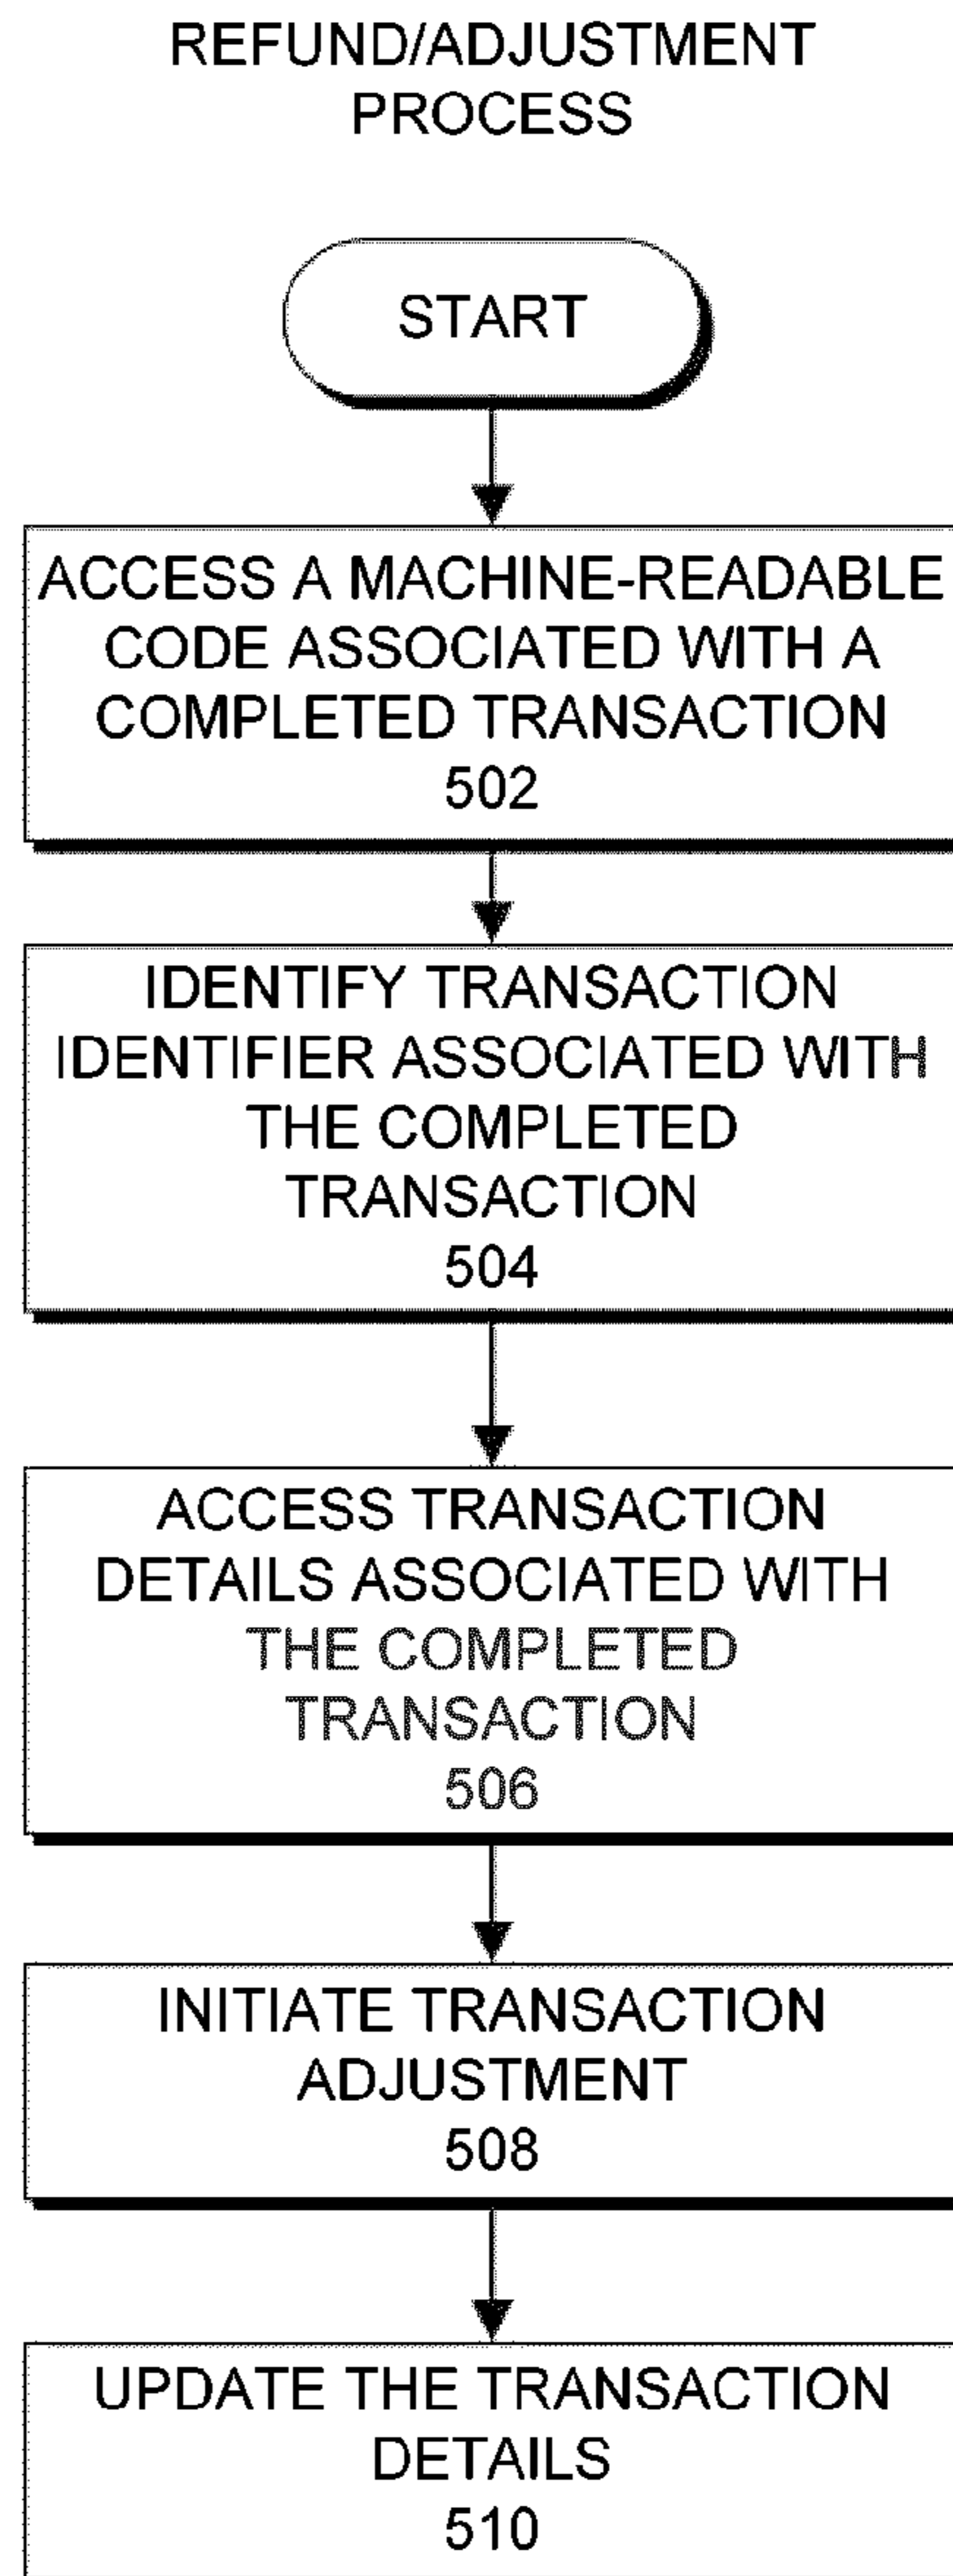 REFUND/ADJUSTMENT
PROCESS
START
ACCESS A MACHINE-READABLE
CODE ASSOCIATED WITH A
COMPLETED TRANSACTION
502
IDENTIFY TRANSACTION
IDENTIFIER ASSOCIATED WITH
THE COMPLETED
TRANSACTION
504
ACCESS TRANSACTION
DETAILS ASSOCIATED WITH
THE COMPLETED
TRANSACTION
506
INITIATE TRANSACTION
ADJUSTMENT
508
UPDATE THE TRANSACTION
DETAILS
510